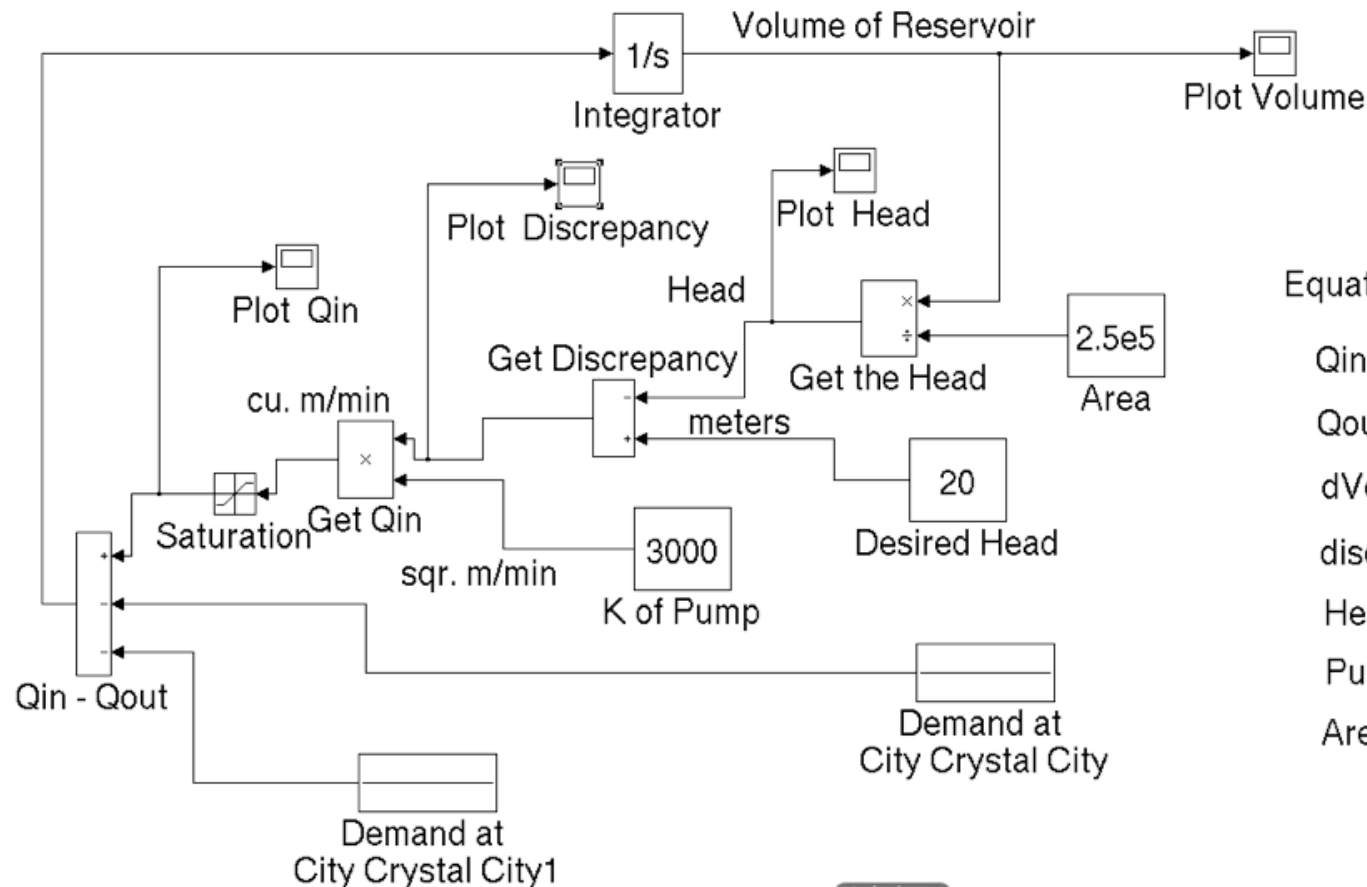 Volume of Reservoir
1/s
Integrator
Plot Volume
Plot Discrepancy
Plot Head
Plot Qin
Head
×
÷
2.5e5
Get the Head
Area
Equat
Qin
Qou
dV
disc
He
Pu
Are
Get Discrepancy
-
+
meters
20
Desired Head
cu. m/min
×
Get Qin
Saturation
sqr. m/min
3000
K of Pump
+
-
-
Qin - Qout
Demand at
City Crystal City
Demand at
City Crystal City1